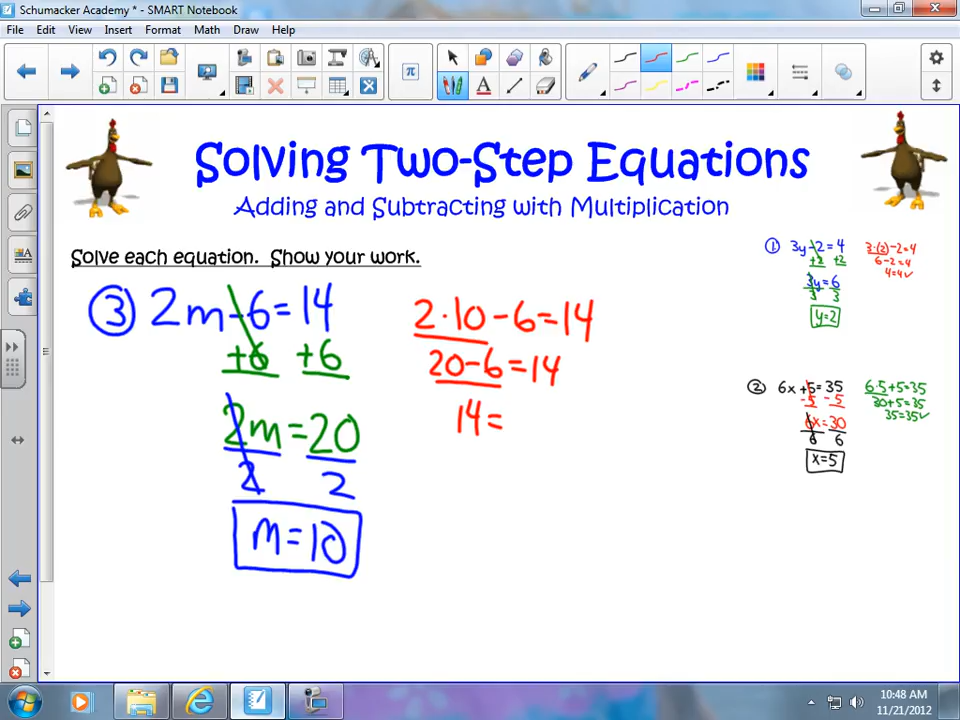 Schumacker Academy * - SMART Notebook
File Edit View Insert Format Math Draw Help
π
A
Solving Two-Step Equations
Adding and Subtracting with Multiplication
Solve each equation. Show your work.
③ 2m-6=14
+6 +6
2m=20
2 2
m=10
2·10-6=14
20-6=14
14=
① 3y-2=4
+2 +2
3y=6
3 3
y=2
3·(2)-2=4
6-2=4
4=4✓
② 6x+5=35
-5 -5
6x=30
6 6
x=5
6·5+5=35
30+5=35
35=35✓
10:48 AM
11/21/2012